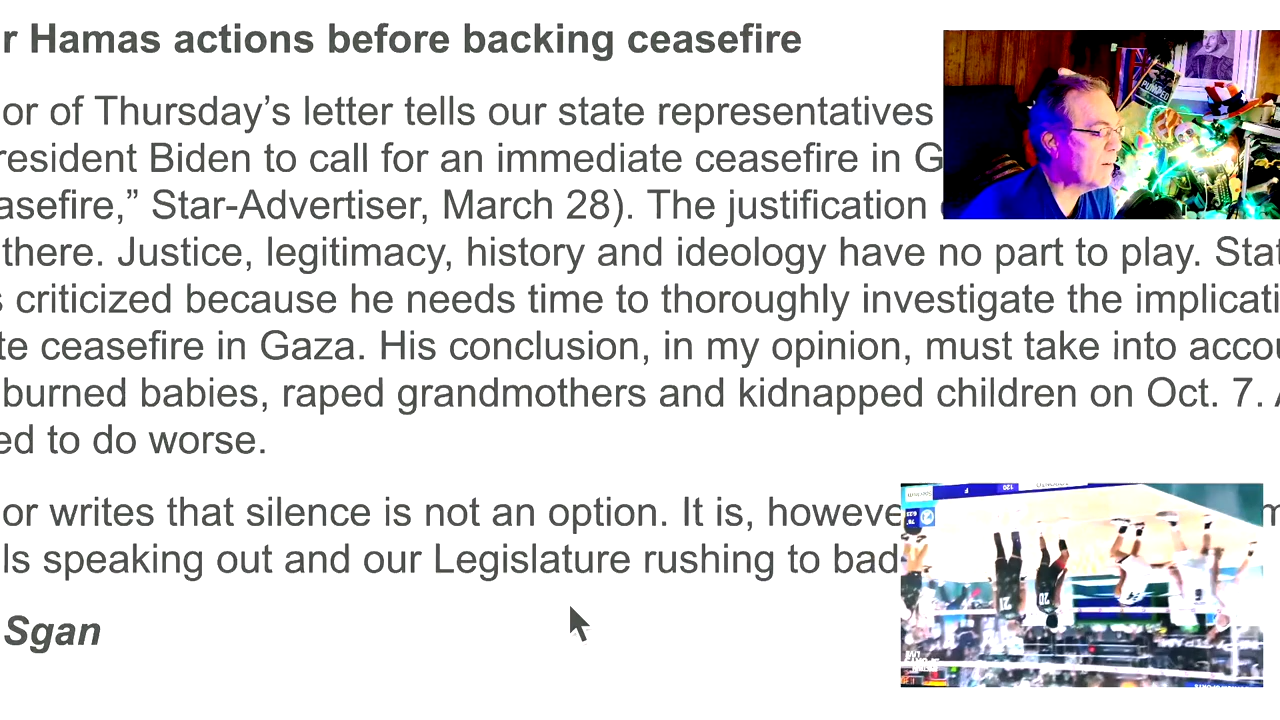 r Hamas actions before backing ceasefire
or of Thursday’s letter tells our state representatives
resident Biden to call for an immediate ceasefire in G
asefire,” Star-Advertiser, March 28). The justification
there. Justice, legitimacy, history and ideology have no part to play. Stat
s criticized because he needs time to thoroughly investigate the implicati
te ceasefire in Gaza. His conclusion, in my opinion, must take into accou
burned babies, raped grandmothers and kidnapped children on Oct. 7. A
ed to do worse.
or writes that silence is not an option. It is, howeve
ls speaking out and our Legislature rushing to bad
Sgan
PUMPED
120
21
20